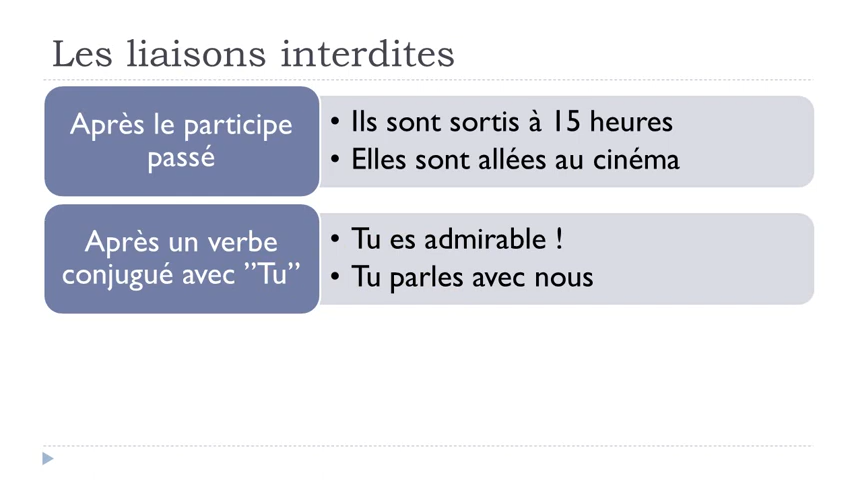 Les liaisons interdites
Après le participe
passé
• Ils sont sortis à 15 heures
• Elles sont allées au cinéma
Après un verbe
conjugué avec ”Tu”
• Tu es admirable !
• Tu parles avec nous